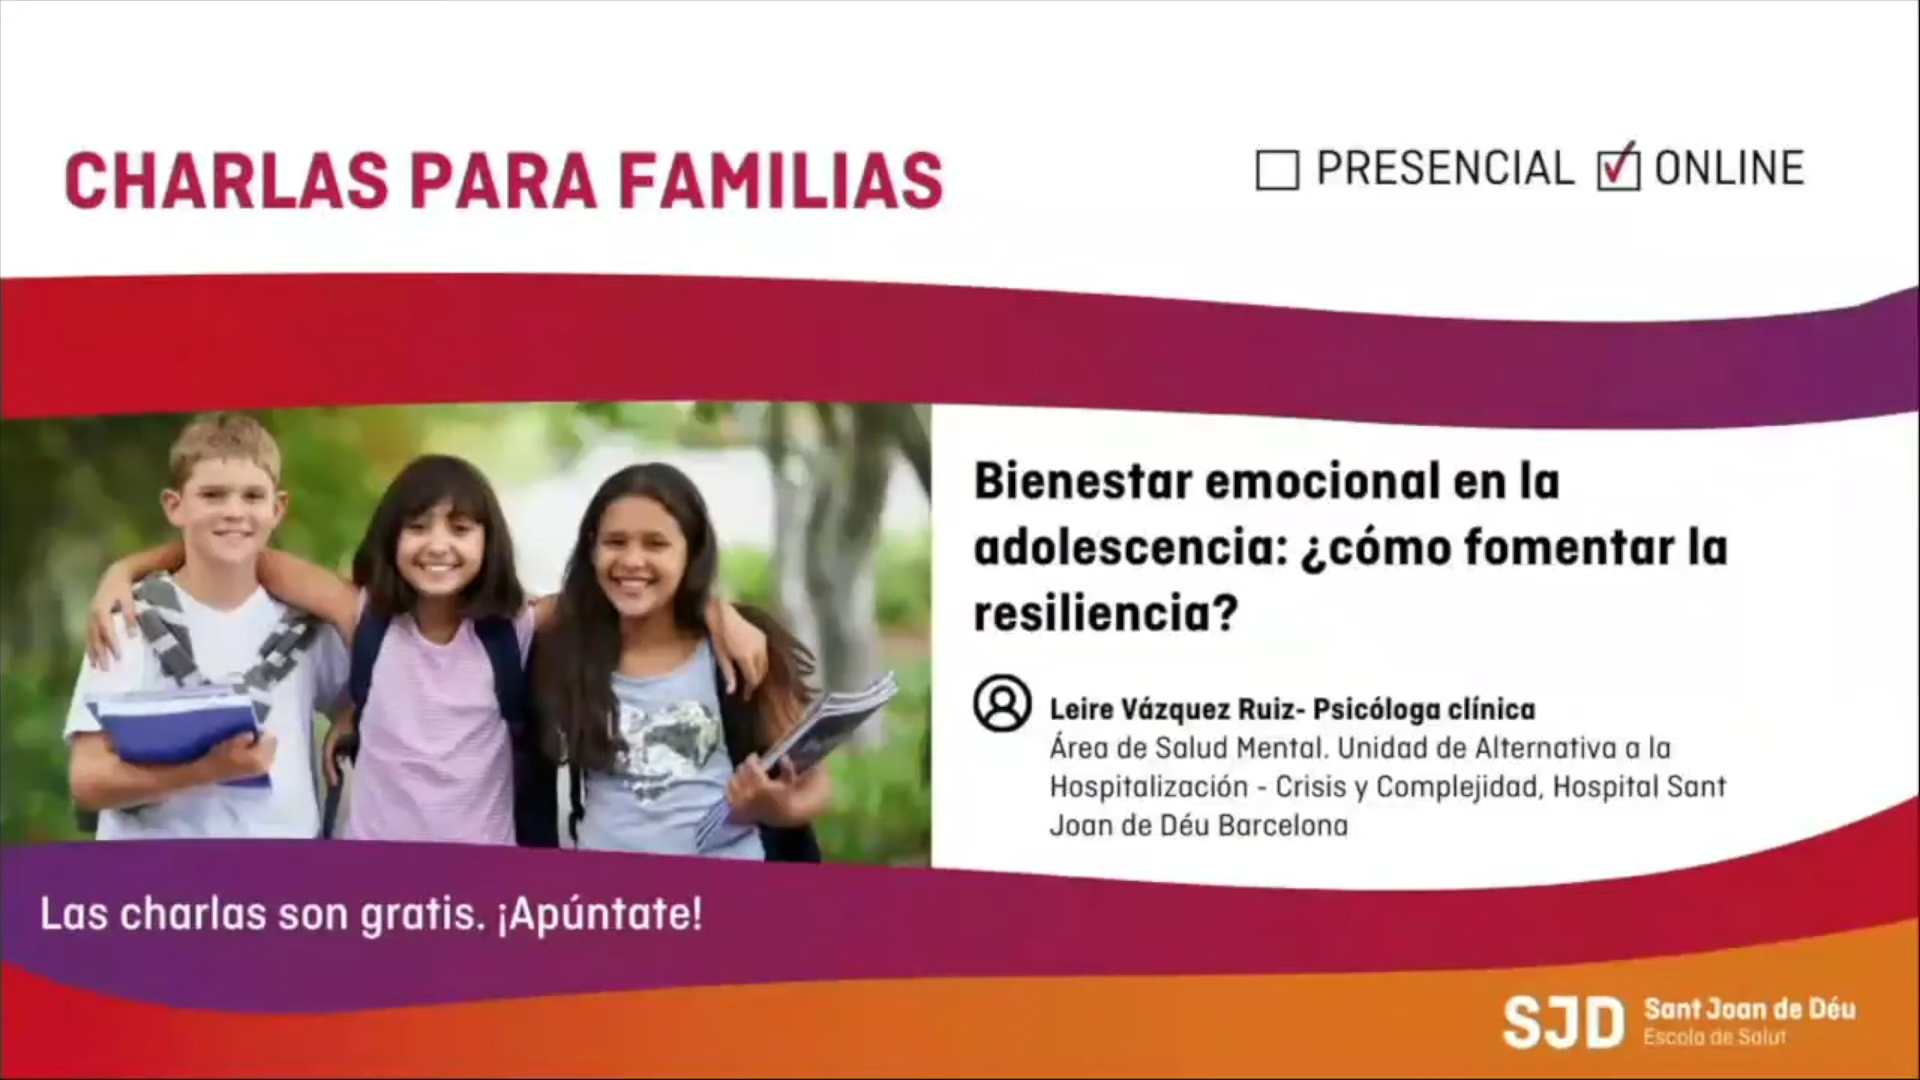 CHARLAS PARA FAMILIAS
PRESENCIAL ONLINE
Bienestar emocional en la
adolescencia: ¿cómo fomentar la
resiliencia?
Leire Vázquez Ruiz- Psicóloga clínica
Área de Salud Mental. Unidad de Alternativa a la
Hospitalización - Crisis y Complejidad, Hospital Sant
Joan de Déu Barcelona
Las charlas son gratis. ¡Apúntate!
SJD Sant Joan de Déu
Escola de Salut